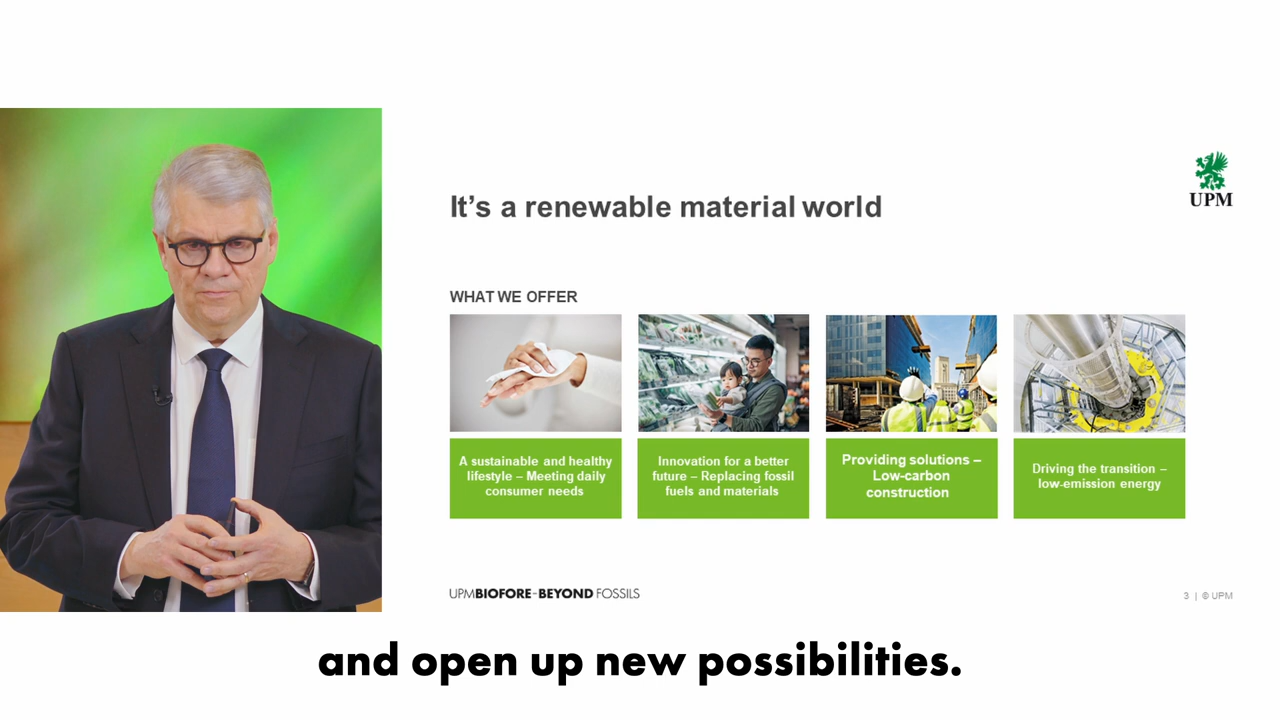 UPM
It's a renewable material world
WHAT WE OFFER
A sustainable and healthy
lifestyle – Meeting daily
consumer needs
Innovation for a better
future – Replacing fossil
fuels and materials
Providing solutions –
Low-carbon
construction
Driving the transition –
low-emission energy
UPMBIOFORE–BEYOND FOSSILS
3 | © UPM
and open up new possibilities.